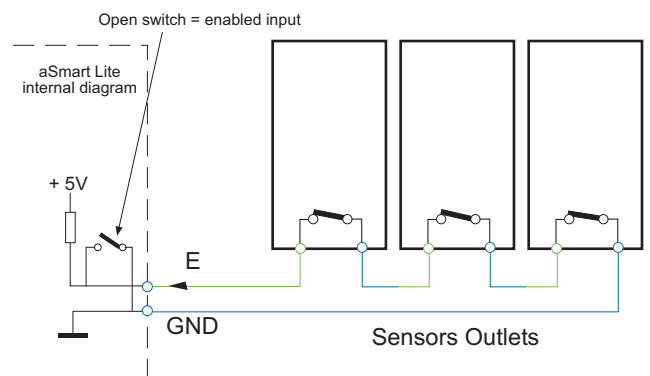 Open switch = enabled input
aSmart Lite
internal diagram
+ 5V
E
GND
Sensors Outlets